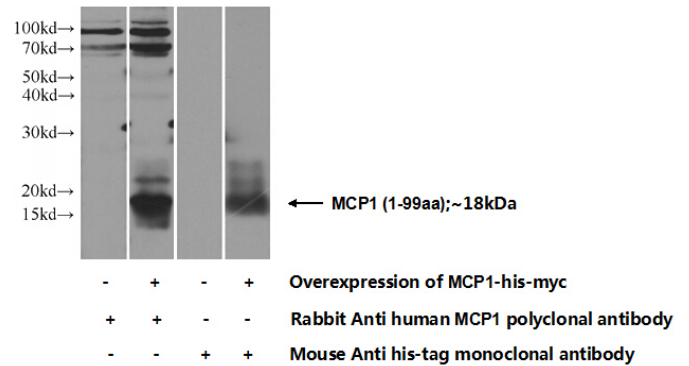 100kd→
70kd→
50kd→
40kd→
30kd→
20kd→
15kd→
MCP1 (1-99aa);~18kDa
- + - + Overexpression of MCP1-his-myc
+ + - - Rabbit Anti human MCP1 polyclonal antibody
- - + + Mouse Anti his-tag monoclonal antibody